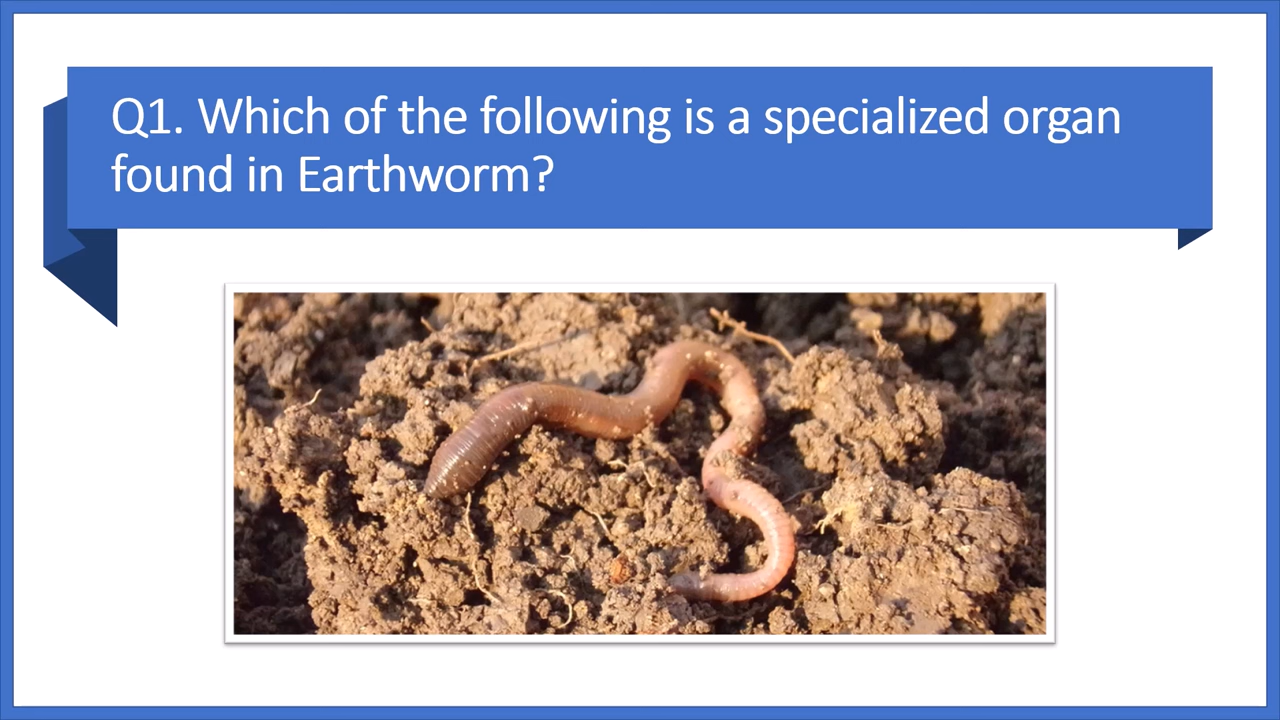 Q1. Which of the following is a specialized organ
found in Earthworm?